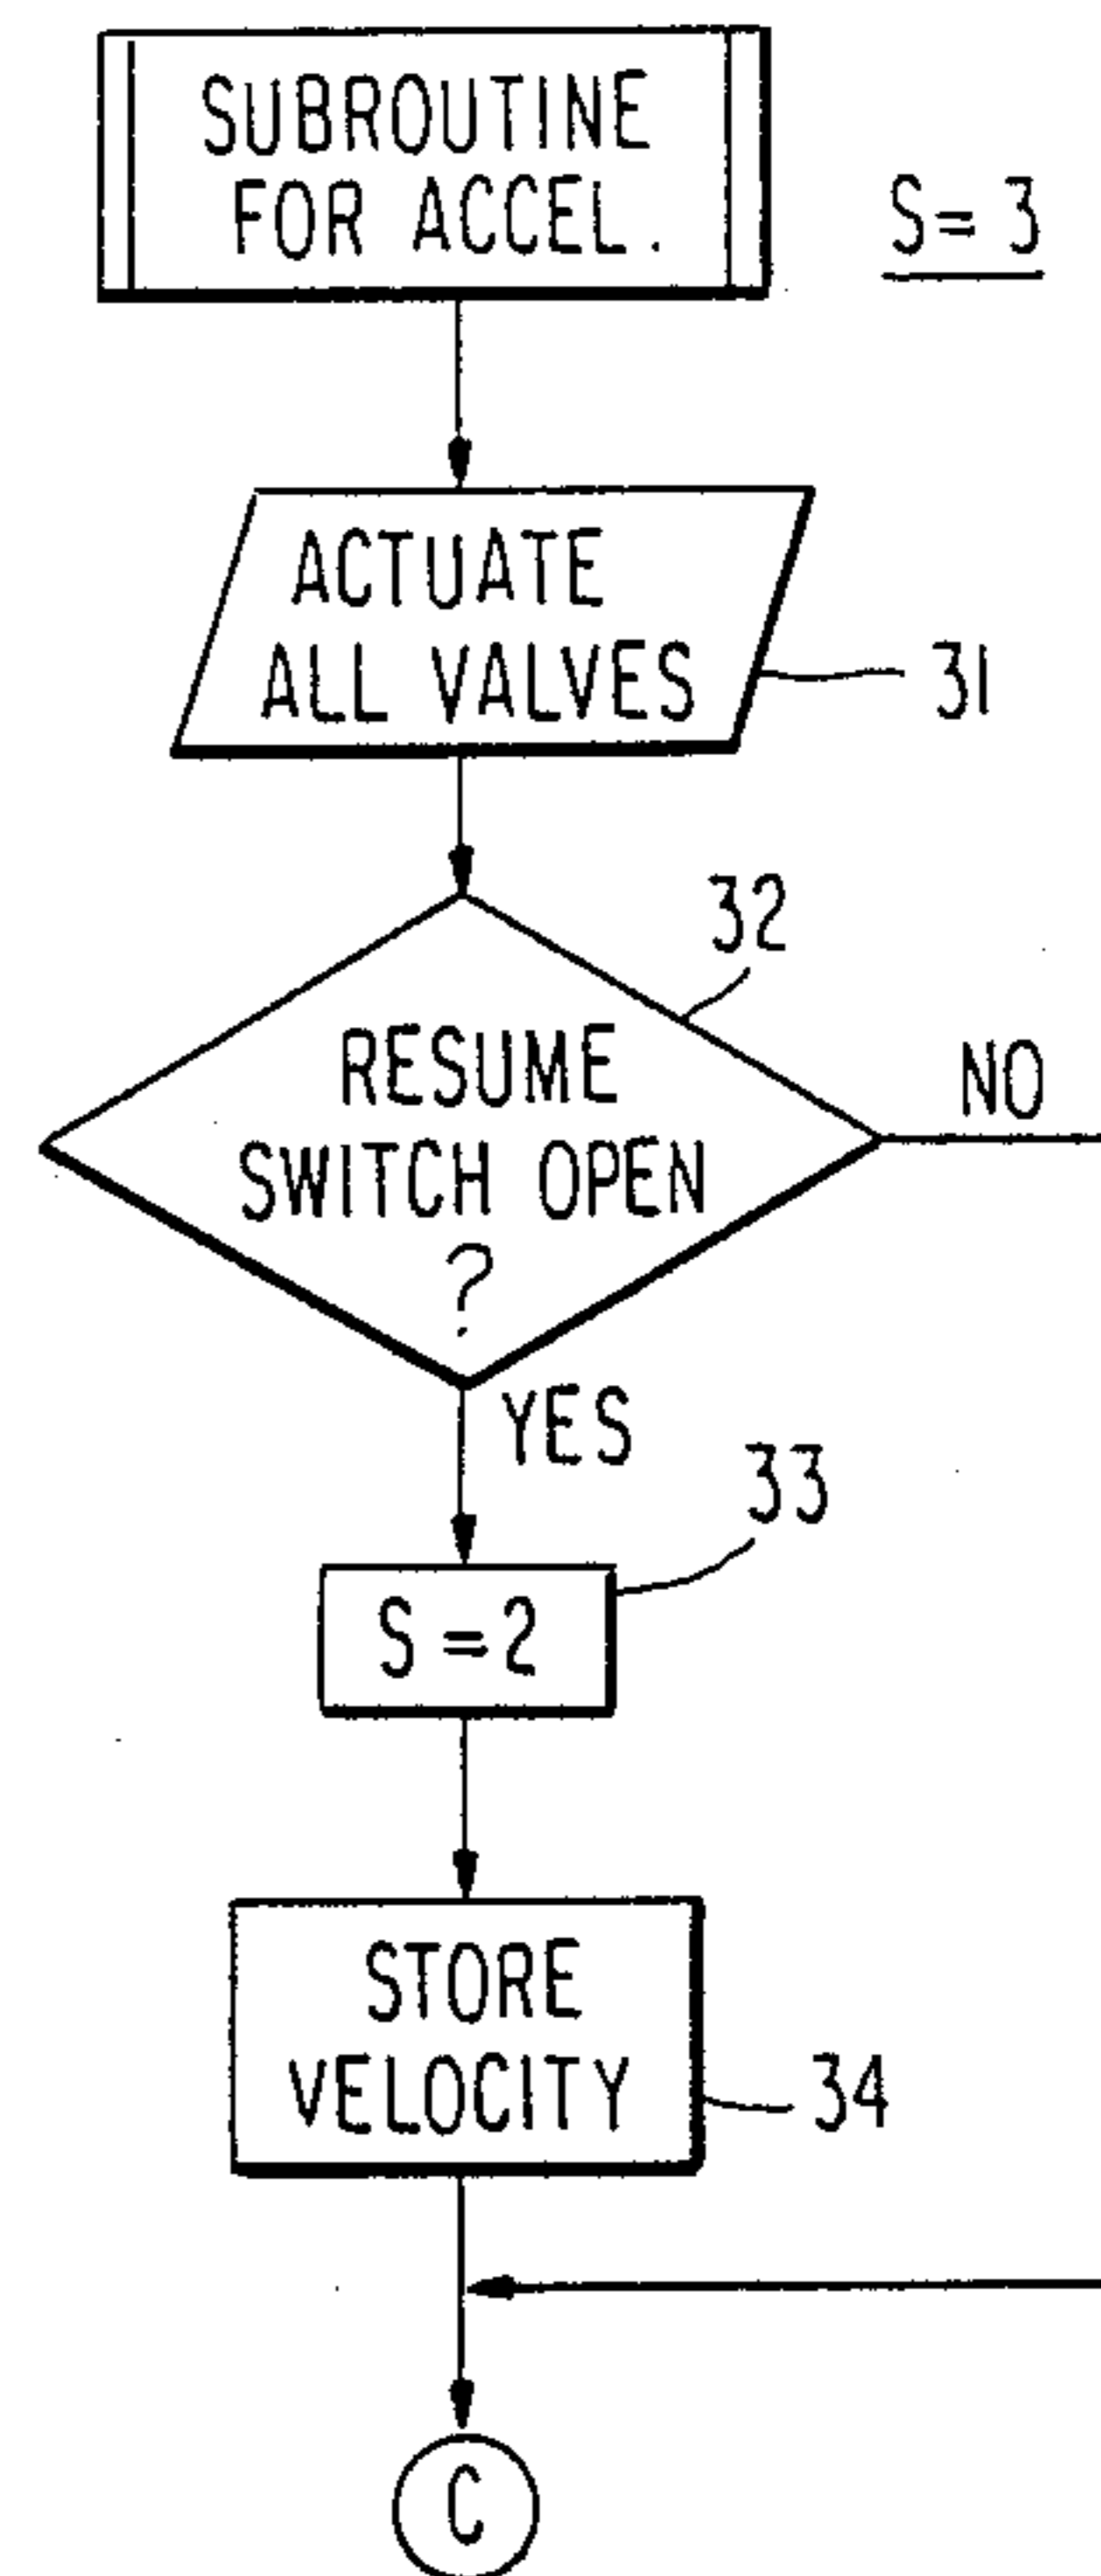 SUBROUTINE
FOR ACCEL.
S= 3
ACTUATE
ALL VALVES
31
32
RESUME
SWITCH OPEN
?
NO
YES
33
S=2
STORE
VELOCITY
34
C